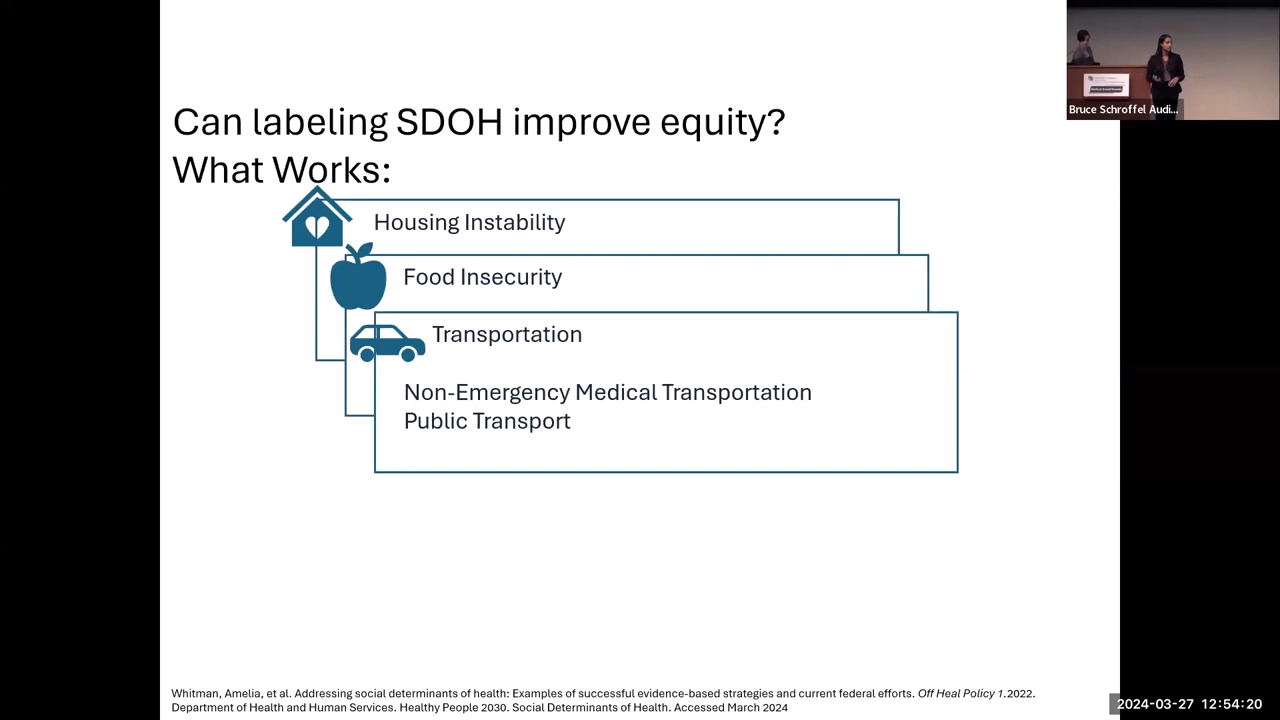 Can labeling SDOH improve equity?
What Works:
Housing Instability
Food Insecurity
Transportation
Non-Emergency Medical Transportation
Public Transport
Whitman, Amelia, et al. Addressing social determinants of health: Examples of successful evidence-based strategies and current federal efforts. Off Heal Policy 1.2022.
Department of Health and Human Services. Healthy People 2030. Social Determinants of Health. Accessed March 2024
Bruce Schroffel Audi...
2024-03-27 12:54:20